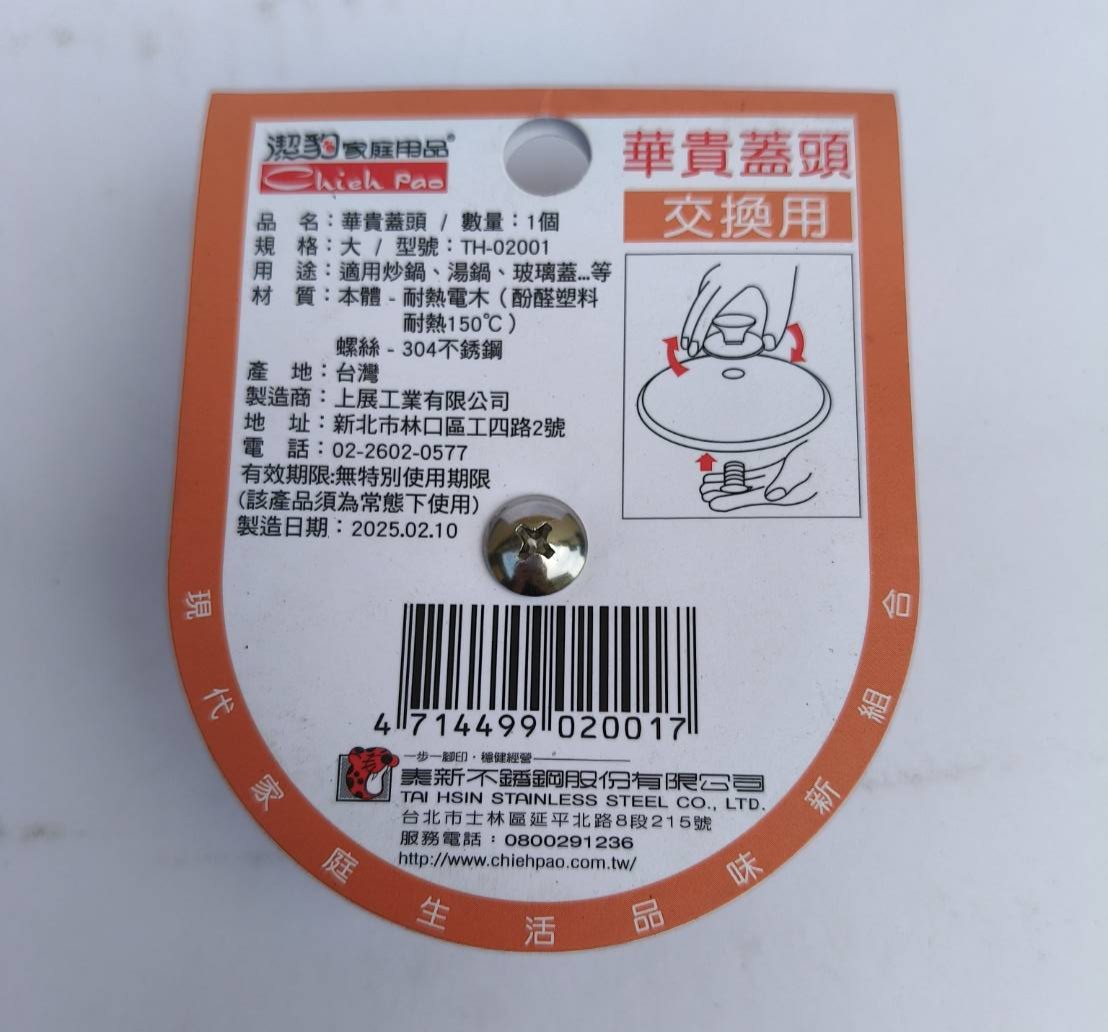 潔豹家庭用品®
Chieh Pao
華貴蓋頭
交換用
品 名：華貴蓋頭 / 數量：1個
規 格：大 / 型號：TH-02001
用 途：適用炒鍋、湯鍋、玻璃蓋...等
材 質：本體 - 耐熱電木（酚醛塑料
耐熱150℃）
螺絲 - 304不銹鋼
產 地：台灣
製造商：上展工業有限公司
地 址：新北市林口區工四路2號
電 話：02-2602-0577
有效期限:無特別使用期限
(該產品須為常態下使用)
製造日期：2025.02.10
4 714499 020017
一步一腳印·穩健經營
泰新不銹鋼股份有限公司
TAI HSIN STAINLESS STEEL CO., LTD.
台北市士林區延平北路8段215號
服務電話：0800291236
http://www.chiehpao.com.tw/
現代家庭生活品味新組合